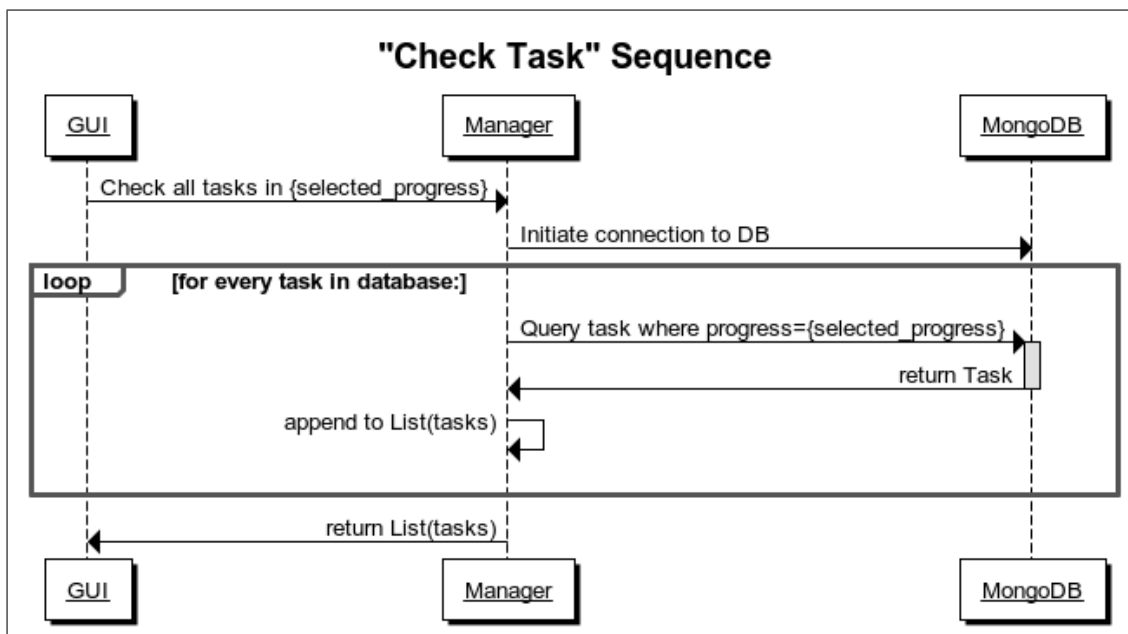 "Check Task" Sequence
GUI
Manager
MongoDB
Check all tasks in {selected_progress}
Initiate connection to DB
loop
[for every task in database:]
Query task where progress={selected_progress}
return Task
append to List(tasks)
return List(tasks)
GUI
Manager
MongoDB